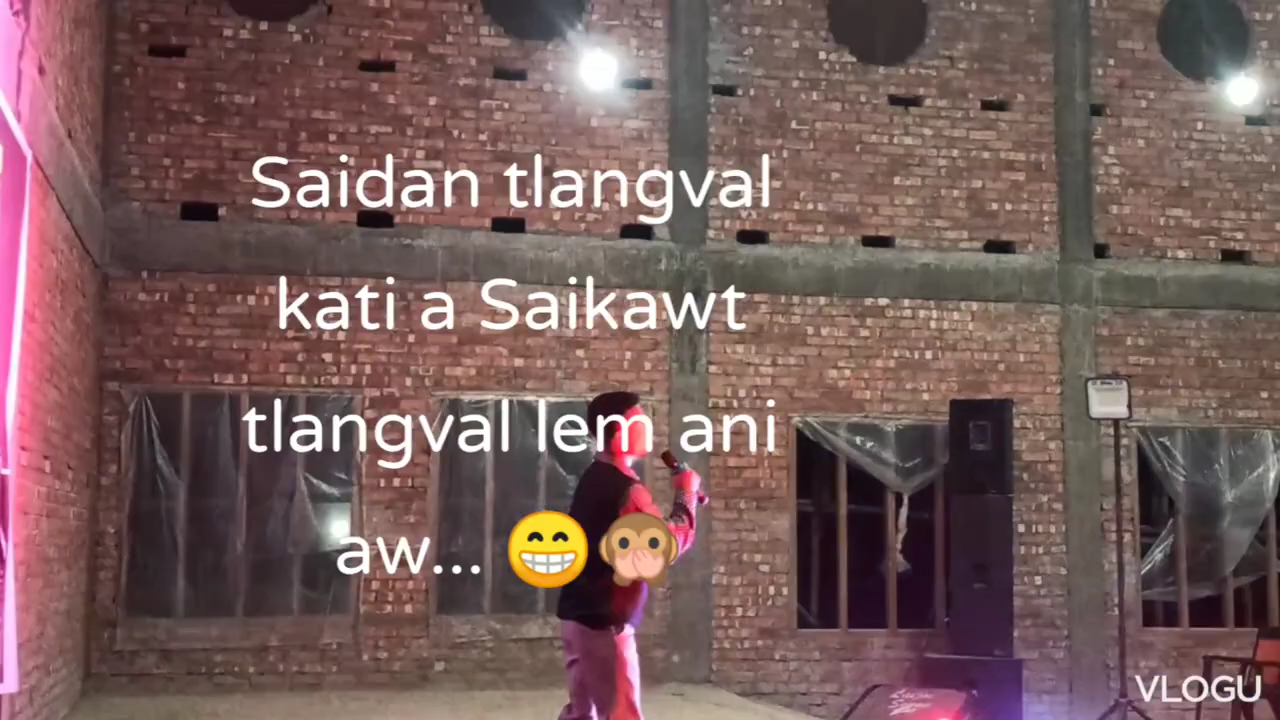 Saidan tlangval
kati a Saikawt
tlangval lem ani
aw... 😁🙊
VLOGU